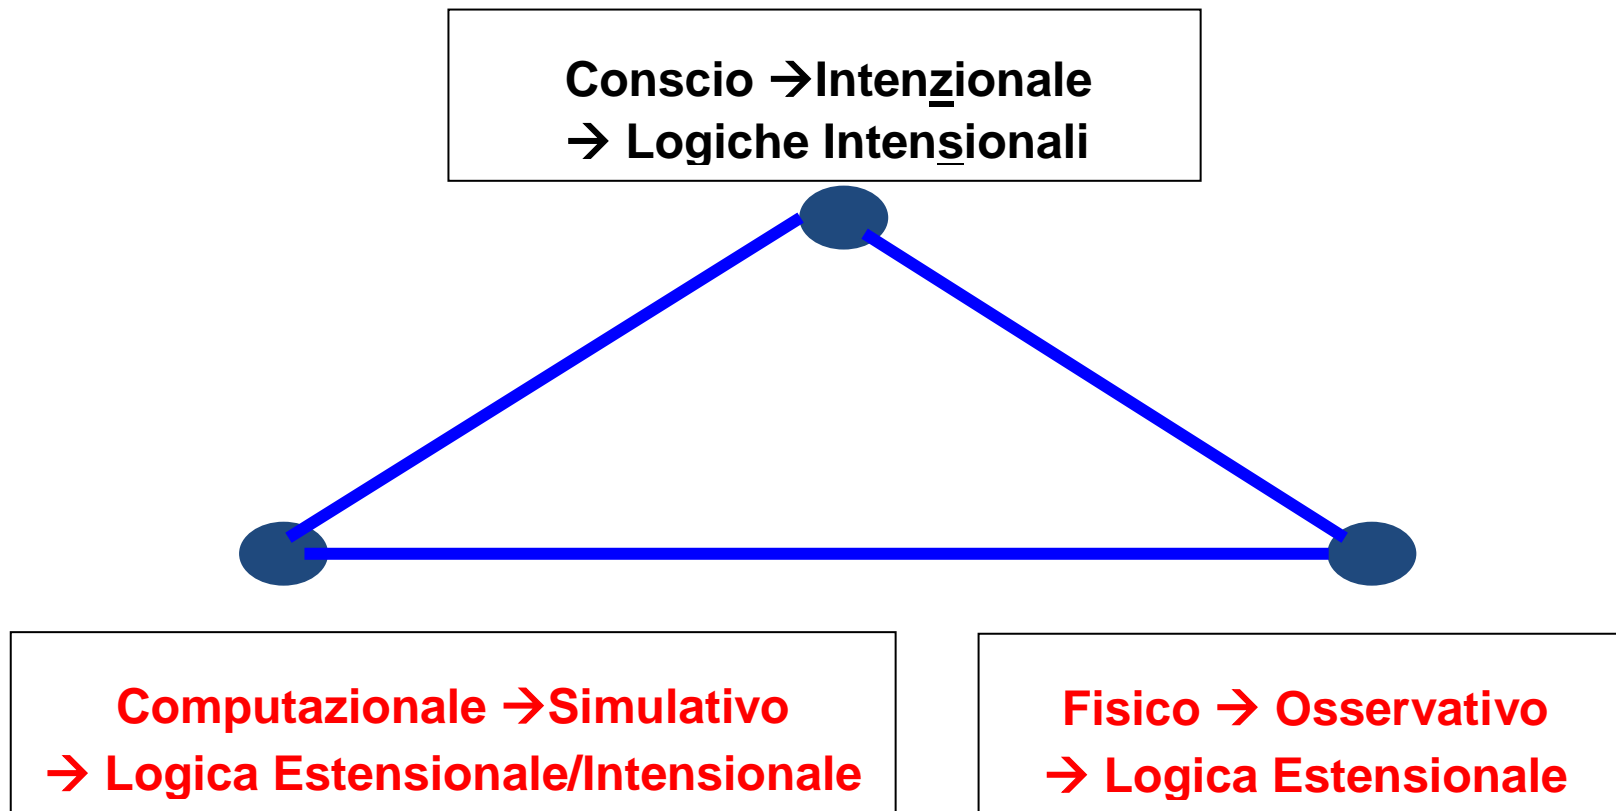 Conscio →Intenzionale
→ Logiche Intensionali
Computazionale →Simulativo
→ Logica Estensionale/Intensionale
Fisico → Osservativo
→ Logica Estensionale